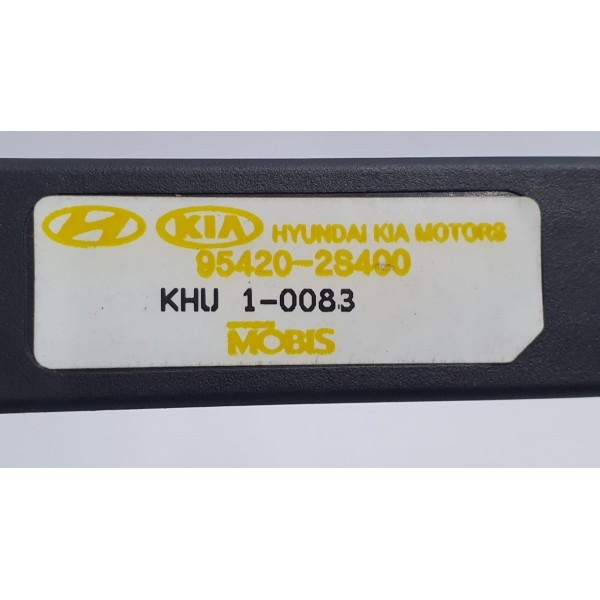 KIA HYUNDAI KIA MOTORS
95420-2S400
KHU 1-0083
MOBIS